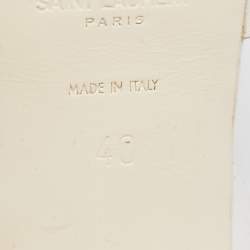 SAINT LAURENT
PARIS
MADE IN ITALY
40